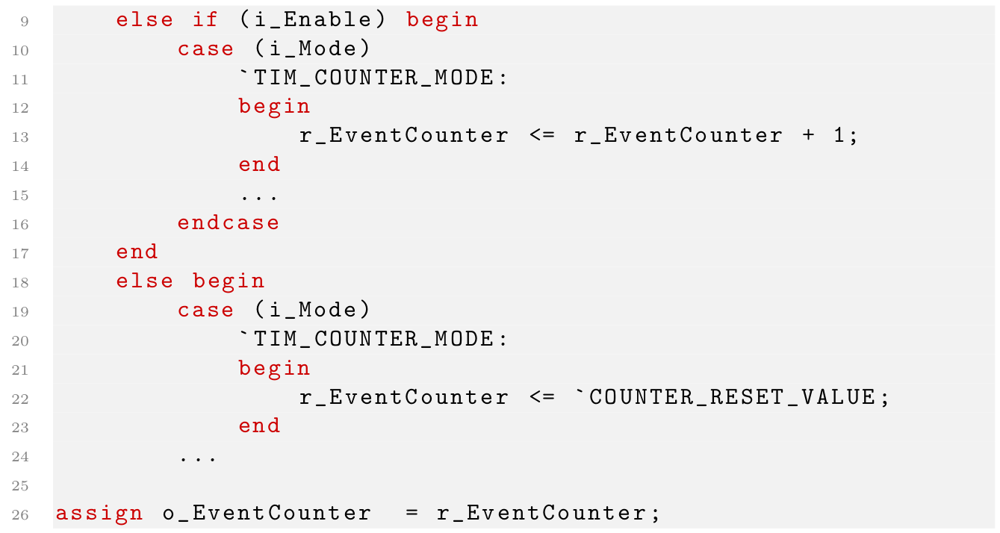 9 else if (i_Enable) begin
10 case (i_Mode)
11 `TIM_COUNTER_MODE:
12 begin
13 r_EventCounter <= r_EventCounter + 1;
14 end
15 ...
16 endcase
17 end
18 else begin
19 case (i_Mode)
20 `TIM_COUNTER_MODE:
21 begin
22 r_EventCounter <= `COUNTER_RESET_VALUE;
23 end
24 ...
25
26 assign o_EventCounter  = r_EventCounter;